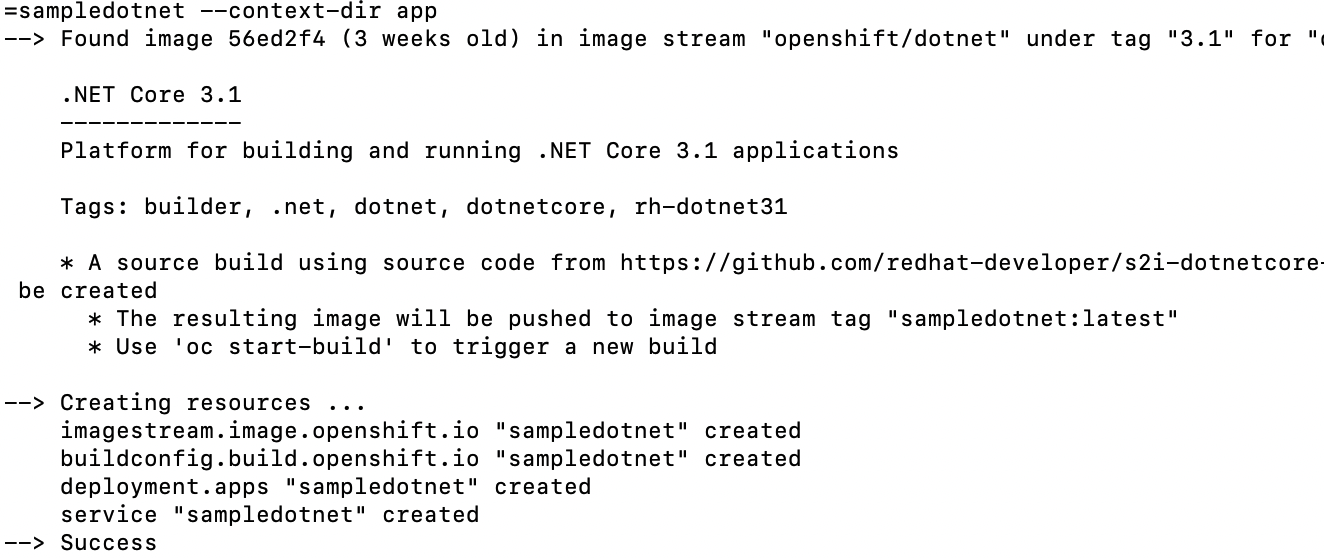 =sampledotnet --context-dir app
--> Found image 56ed2f4 (3 weeks old) in image stream "openshift/dotnet" under tag "3.1" for
.NET Core 3.1
-------------
Platform for building and running .NET Core 3.1 applications
Tags: builder, .net, dotnet, dotnetcore, rh-dotnet31
* A source build using source code from https://github.com/redhat-developer/s2i-dotnetcore-
be created
* The resulting image will be pushed to image stream tag "sampledotnet:latest"
* Use 'oc start-build' to trigger a new build
--> Creating resources ...
imagestream.image.openshift.io "sampledotnet" created
buildconfig.build.openshift.io "sampledotnet" created
deployment.apps "sampledotnet" created
service "sampledotnet" created
--> Success